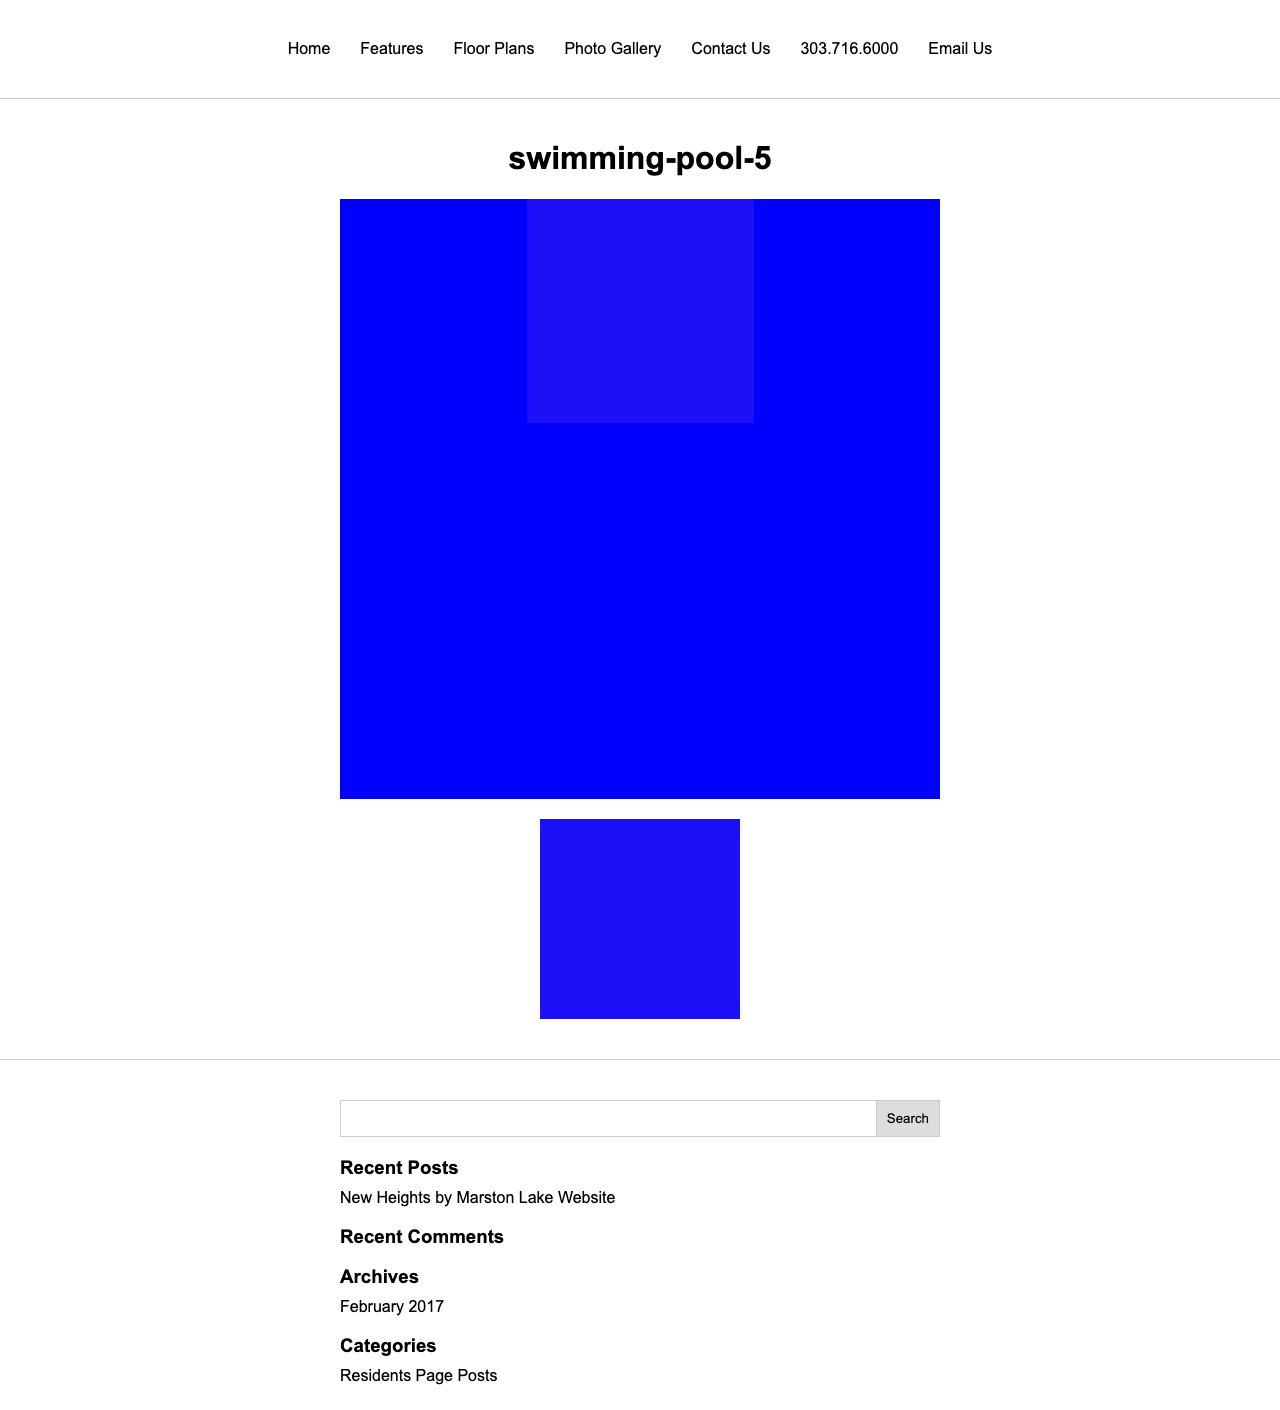 Home Features Floor Plans Photo Gallery Contact Us 303.716.6000 Email Us
swimming-pool-5
Search
Recent Posts
New Heights by Marston Lake Website
Recent Comments
Archives
February 2017
Categories
Residents Page Posts